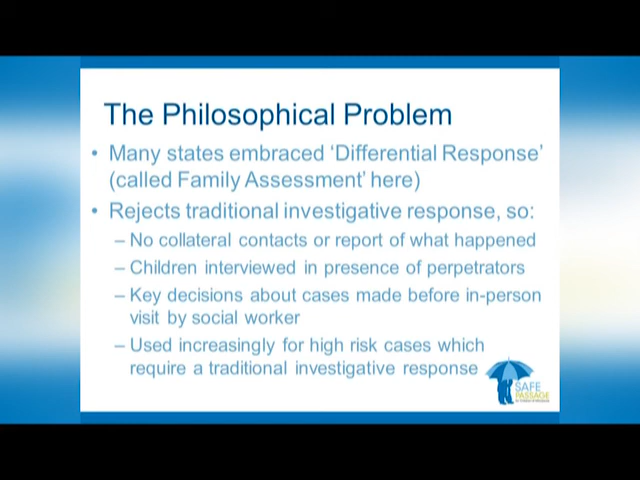 The Philosophical Problem
• Many states embraced ‘Differential Response’
(called Family Assessment’ here)
• Rejects traditional investigative response, so:
– No collateral contacts or report of what happened
– Children interviewed in presence of perpetrators
– Key decisions about cases made before in-person
visit by social worker
– Used increasingly for high risk cases which
require a traditional investigative response
SAFE
PASSAGE